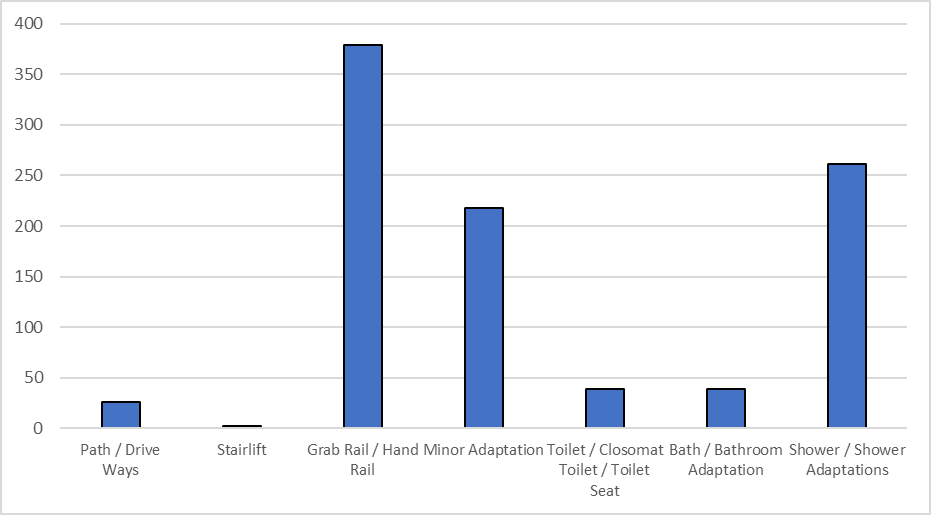 400
350
300
250
200
150
100
50
0
Path / Drive
Ways
Stairlift
Grab Rail / Hand
Rail
Minor Adaptation
Toilet / Closomat
Toilet / Toilet
Seat
Bath / Bathroom
Adaptation
Shower / Shower
Adaptations